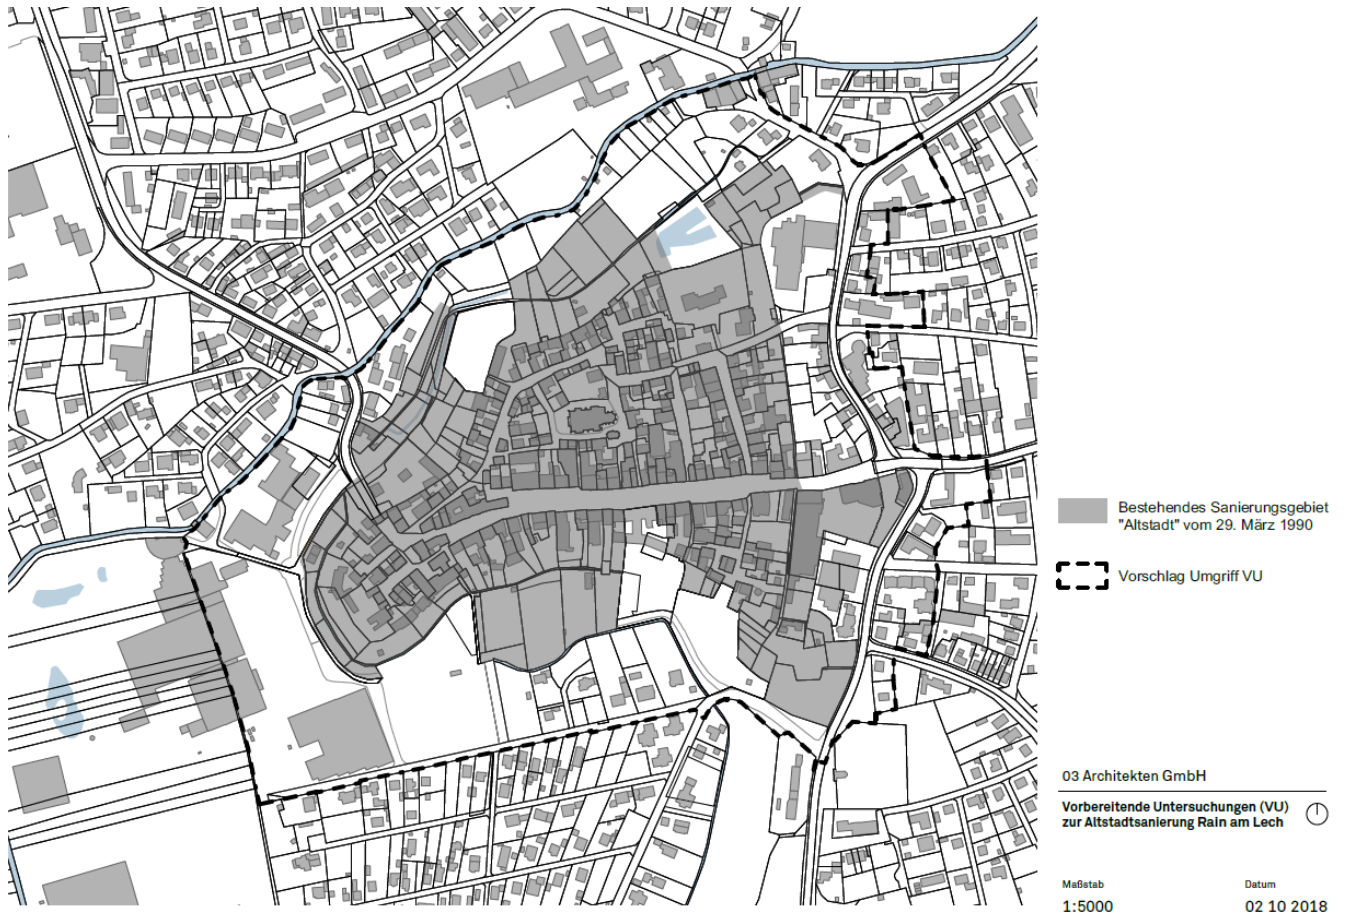 Bestehendes Sanierungsgebiet
"Altstadt" vom 29. März 1990
Vorschlag Umgriff VU
03 Architekten GmbH
Vorbereitende Untersuchungen (VU)
zur Altstadtsanierung Rain am Lech
Maßstab
Datum
1:5000
02 10 2018